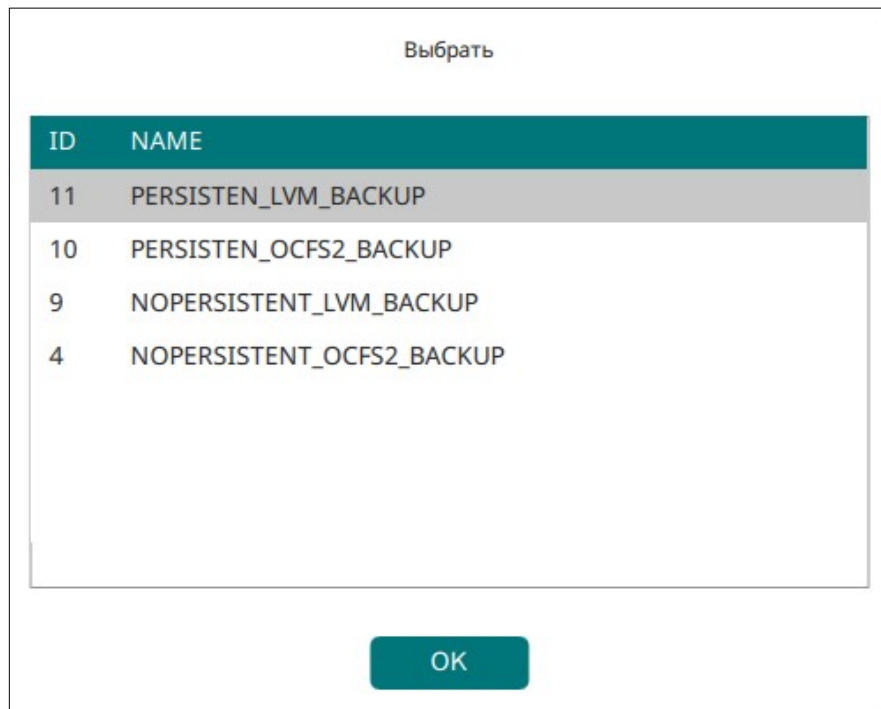 Выбрать
ID NAME
11 PERSISTEN_LVM_BACKUP
10 PERSISTEN_OCFS2_BACKUP
9 NOPERSISTENT_LVM_BACKUP
4 NOPERSISTENT_OCFS2_BACKUP
OK